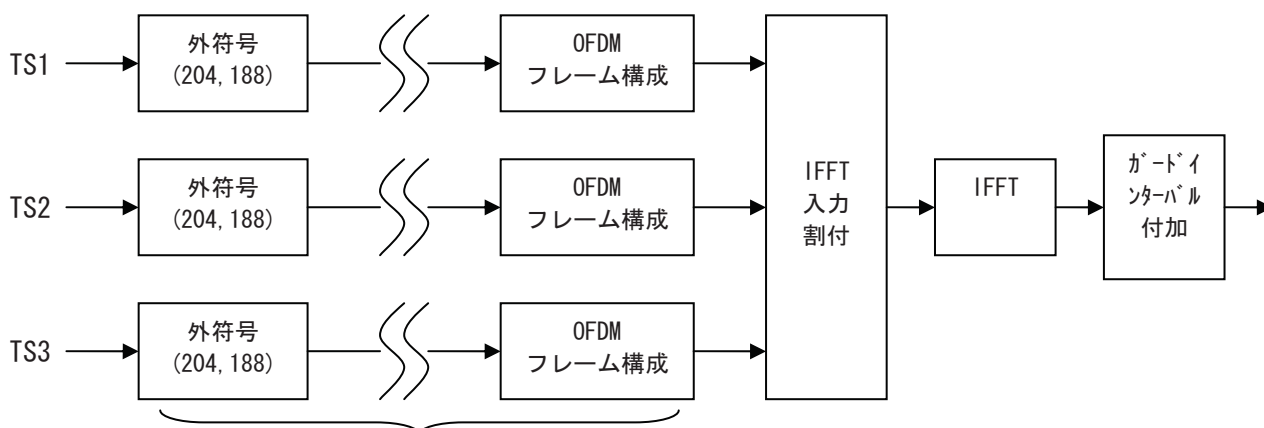 TS1
外符号
(204, 188)
OFDM
フレーム構成
TS2
外符号
(204, 188)
OFDM
フレーム構成
TS3
外符号
(204, 188)
OFDM
フレーム構成
IFFT
入力
割付
IFFT
ｶﾞｰﾄﾞｲ
ﾝﾀｰﾊﾞﾙ
付加